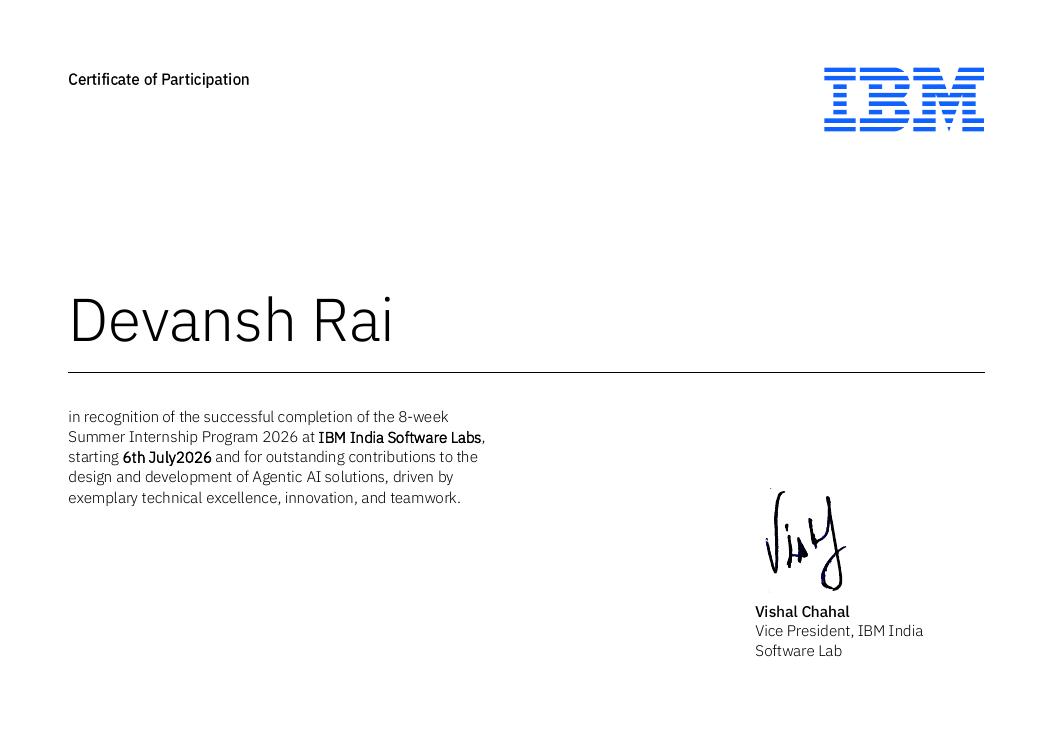 Certificate of Participation
IBM
Devansh Rai
in recognition of the successful completion of the 8-week
Summer Internship Program 2026 at IBM India Software Labs,
starting 6th July2026 and for outstanding contributions to the
design and development of Agentic AI solutions, driven by
exemplary technical excellence, innovation, and teamwork.
Vishal Chahal
Vice President, IBM India
Software Lab